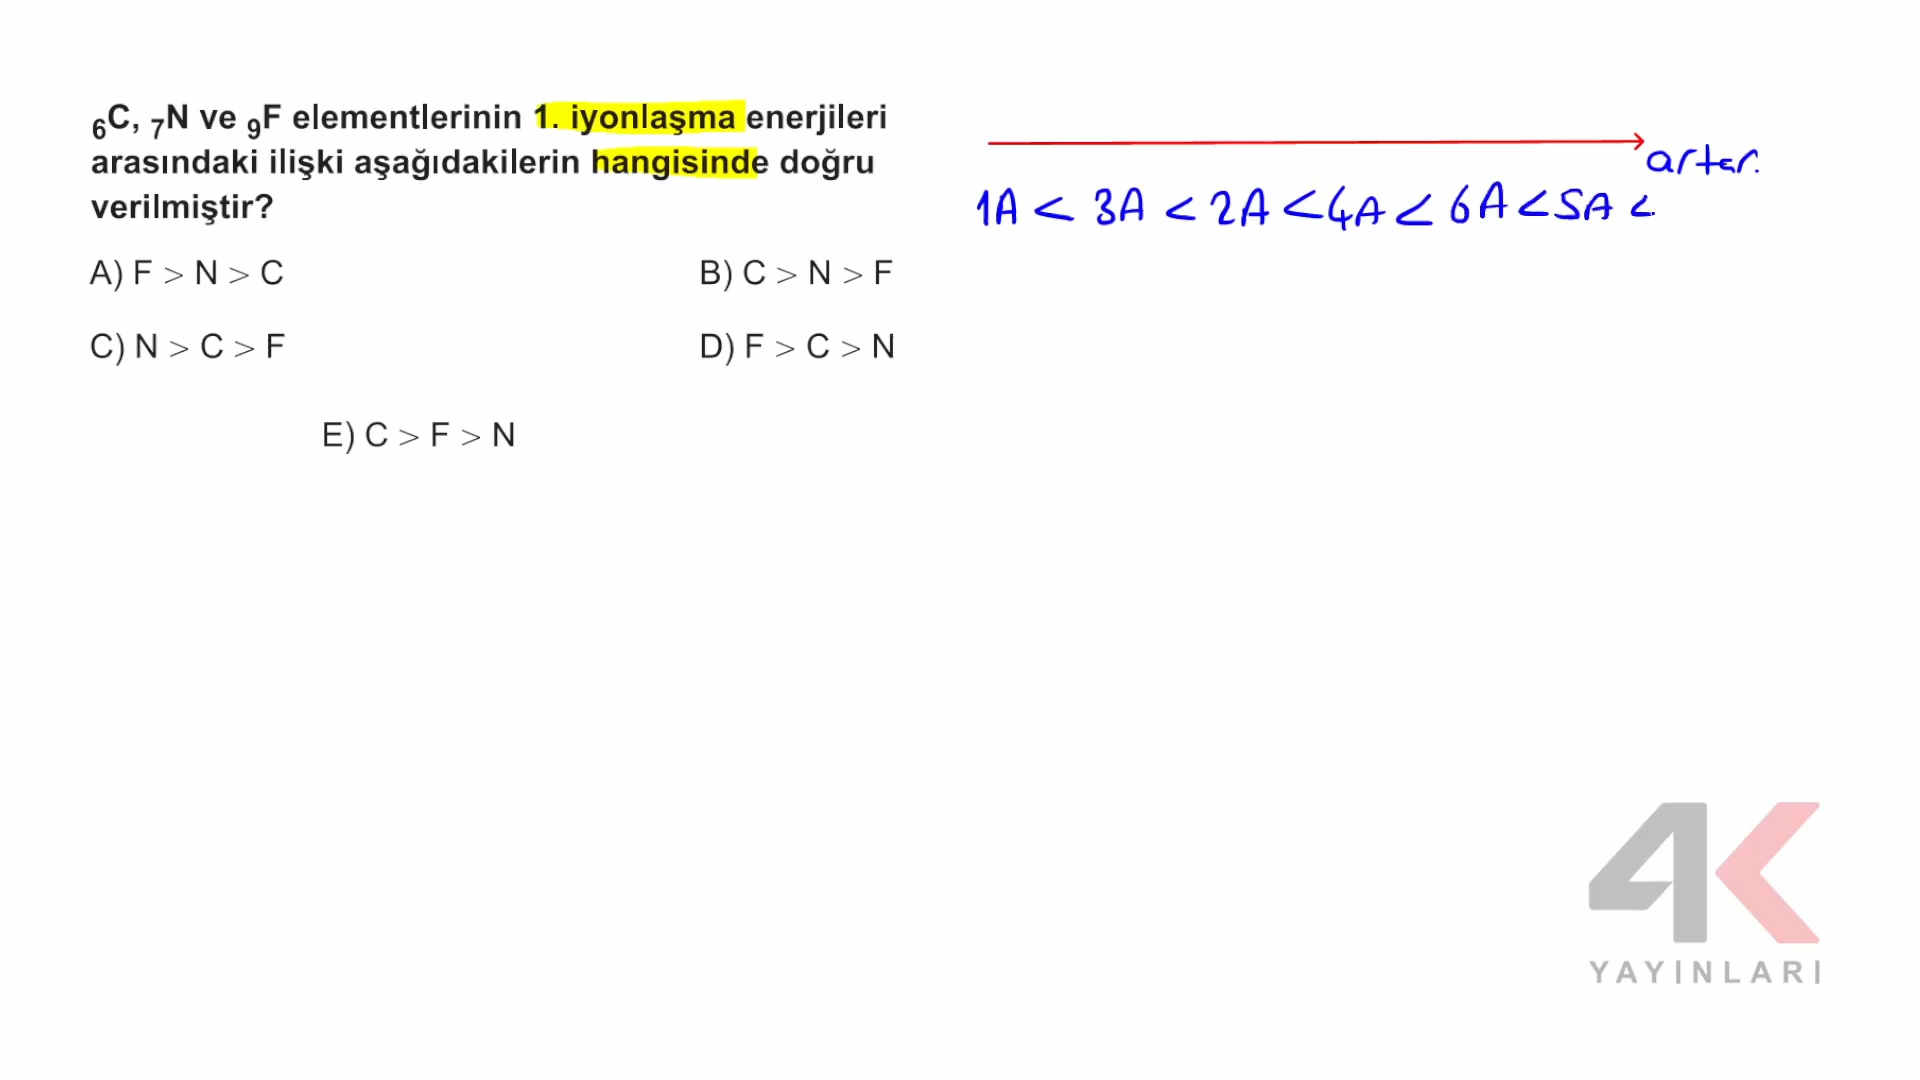 ₆C, ₇N ve ₉F elementlerinin 1. iyonlaşma enerjileri
arasındaki ilişki aşağıdakilerin hangisinde doğru
verilmiştir?
A) F > N > C
B) C > N > F
C) N > C > F
D) F > C > N
E) C > F > N
artar.
1A < 3A < 2A < 4A < 6A < 5A <
4K
YAYINLARI